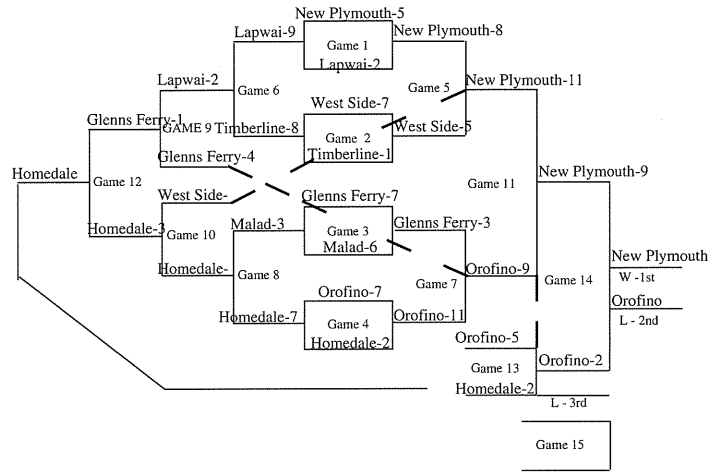 New Plymouth-5
Lapwai-9
New Plymouth-8
Game 1
Lapwai-2
Lapwai-2
Game 6
Game 5
New Plymouth-11
West Side-7
Glenns Ferry-1
GAME 9
Timberline-8
Game 2
West Side-5
Timberline-1
Glenns Ferry-4
Homedale
Game 12
Game 11
New Plymouth-9
West Side-
Glenns Ferry-7
Homedale-3
Game 10
Malad-3
Game 3
Glenns Ferry-3
Malad-6
New Plymouth
Homedale-
Game 8
Game 7
Orofino-9
Game 14
W -1st
Orofino-7
Orofino
Homedale-7
Game 4
Orofino-11
L - 2nd
Homedale-2
Orofino-5
Game 13
Orofino-2
Homedale-2
L - 3rd
Game 15